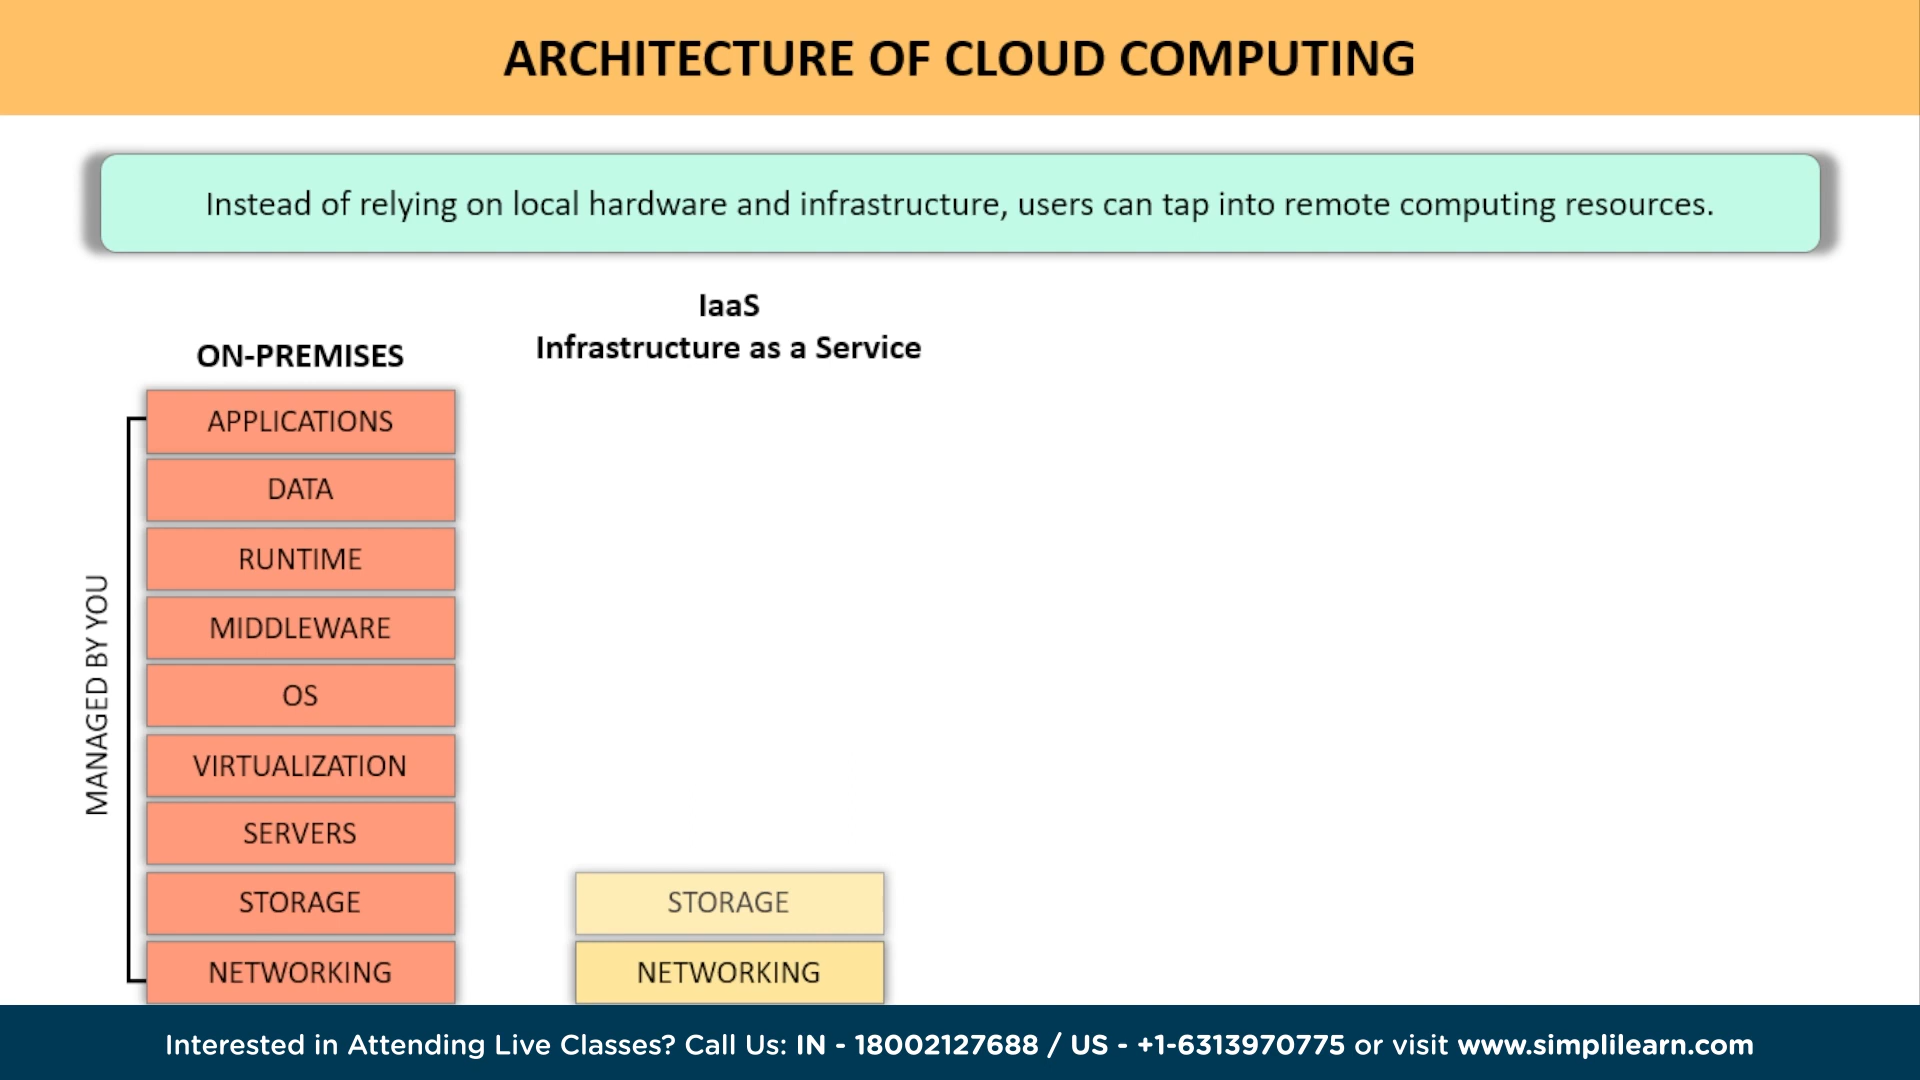 ARCHITECTURE OF CLOUD COMPUTING
Instead of relying on local hardware and infrastructure, users can tap into remote computing resources.
ON-PREMISES
MANAGED BY YOU
APPLICATIONS
DATA
RUNTIME
MIDDLEWARE
OS
VIRTUALIZATION
SERVERS
STORAGE
NETWORKING
IaaS
Infrastructure as a Service
STORAGE
NETWORKING
Interested in Attending Live Classes? Call Us: IN - 18002127688 / US - +1-6313970775 or visit www.simplilearn.com